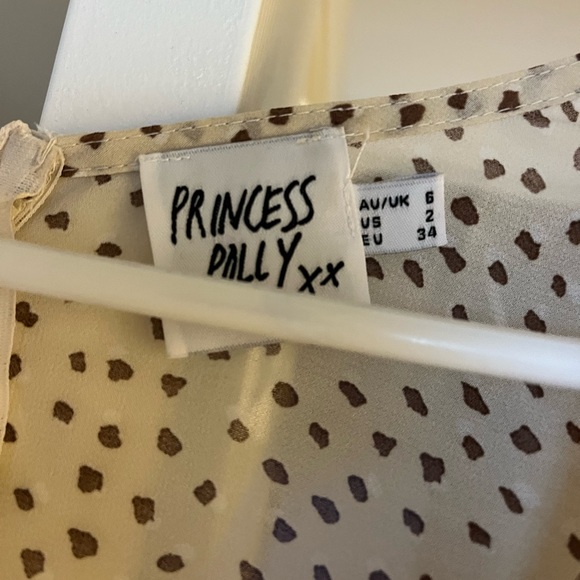 PRINCESS
POLLY xx
AU/UK 6
US 2
EU 34